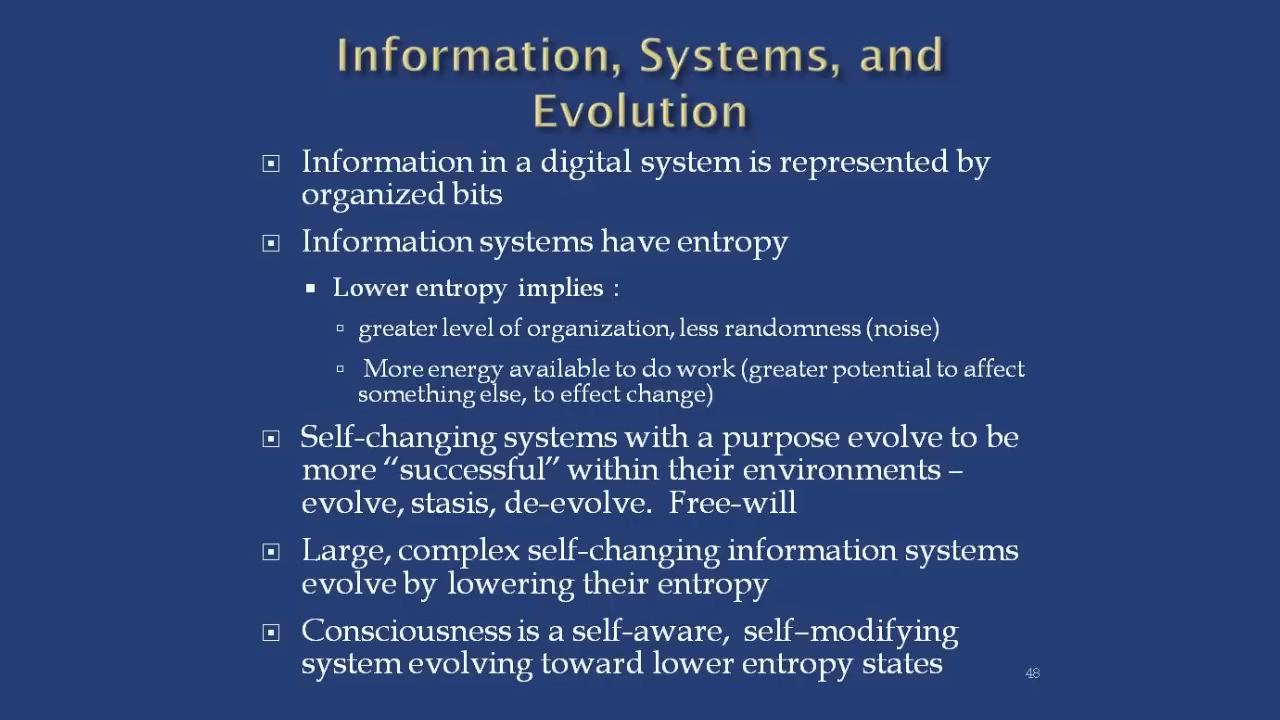 Information, Systems, and
Evolution
Information in a digital system is represented by
organized bits
Information systems have entropy
Lower entropy implies :
greater level of organization, less randomness (noise)
More energy available to do work (greater potential to affect
something else, to effect change)
Self-changing systems with a purpose evolve to be
more “successful” within their environments –
evolve, stasis, de-evolve. Free-will
Large, complex self-changing information systems
evolve by lowering their entropy
Consciousness is a self-aware, self–modifying
system evolving toward lower entropy states
48